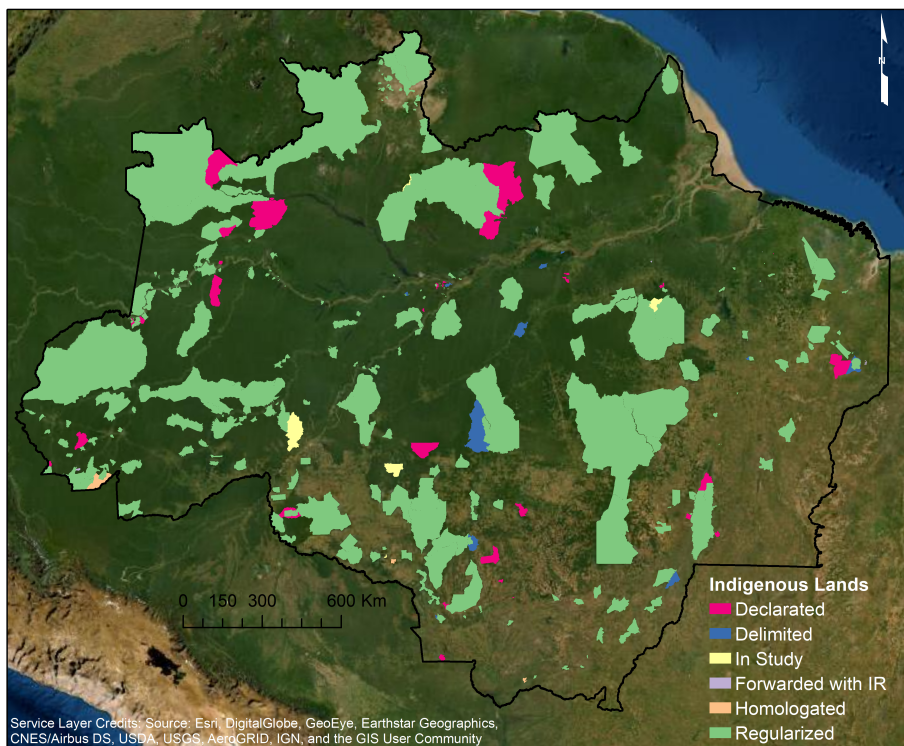 N
0 150 300 600 Km
Indigenous Lands
Declarated
Delimited
In Study
Forwarded with IR
Homologated
Regularized
Service Layer Credits: Source: Esri, DigitalGlobe, GeoEye, Earthstar Geographics,
CNES/Airbus DS, USDA, USGS, AeroGRID, IGN, and the GIS User Community